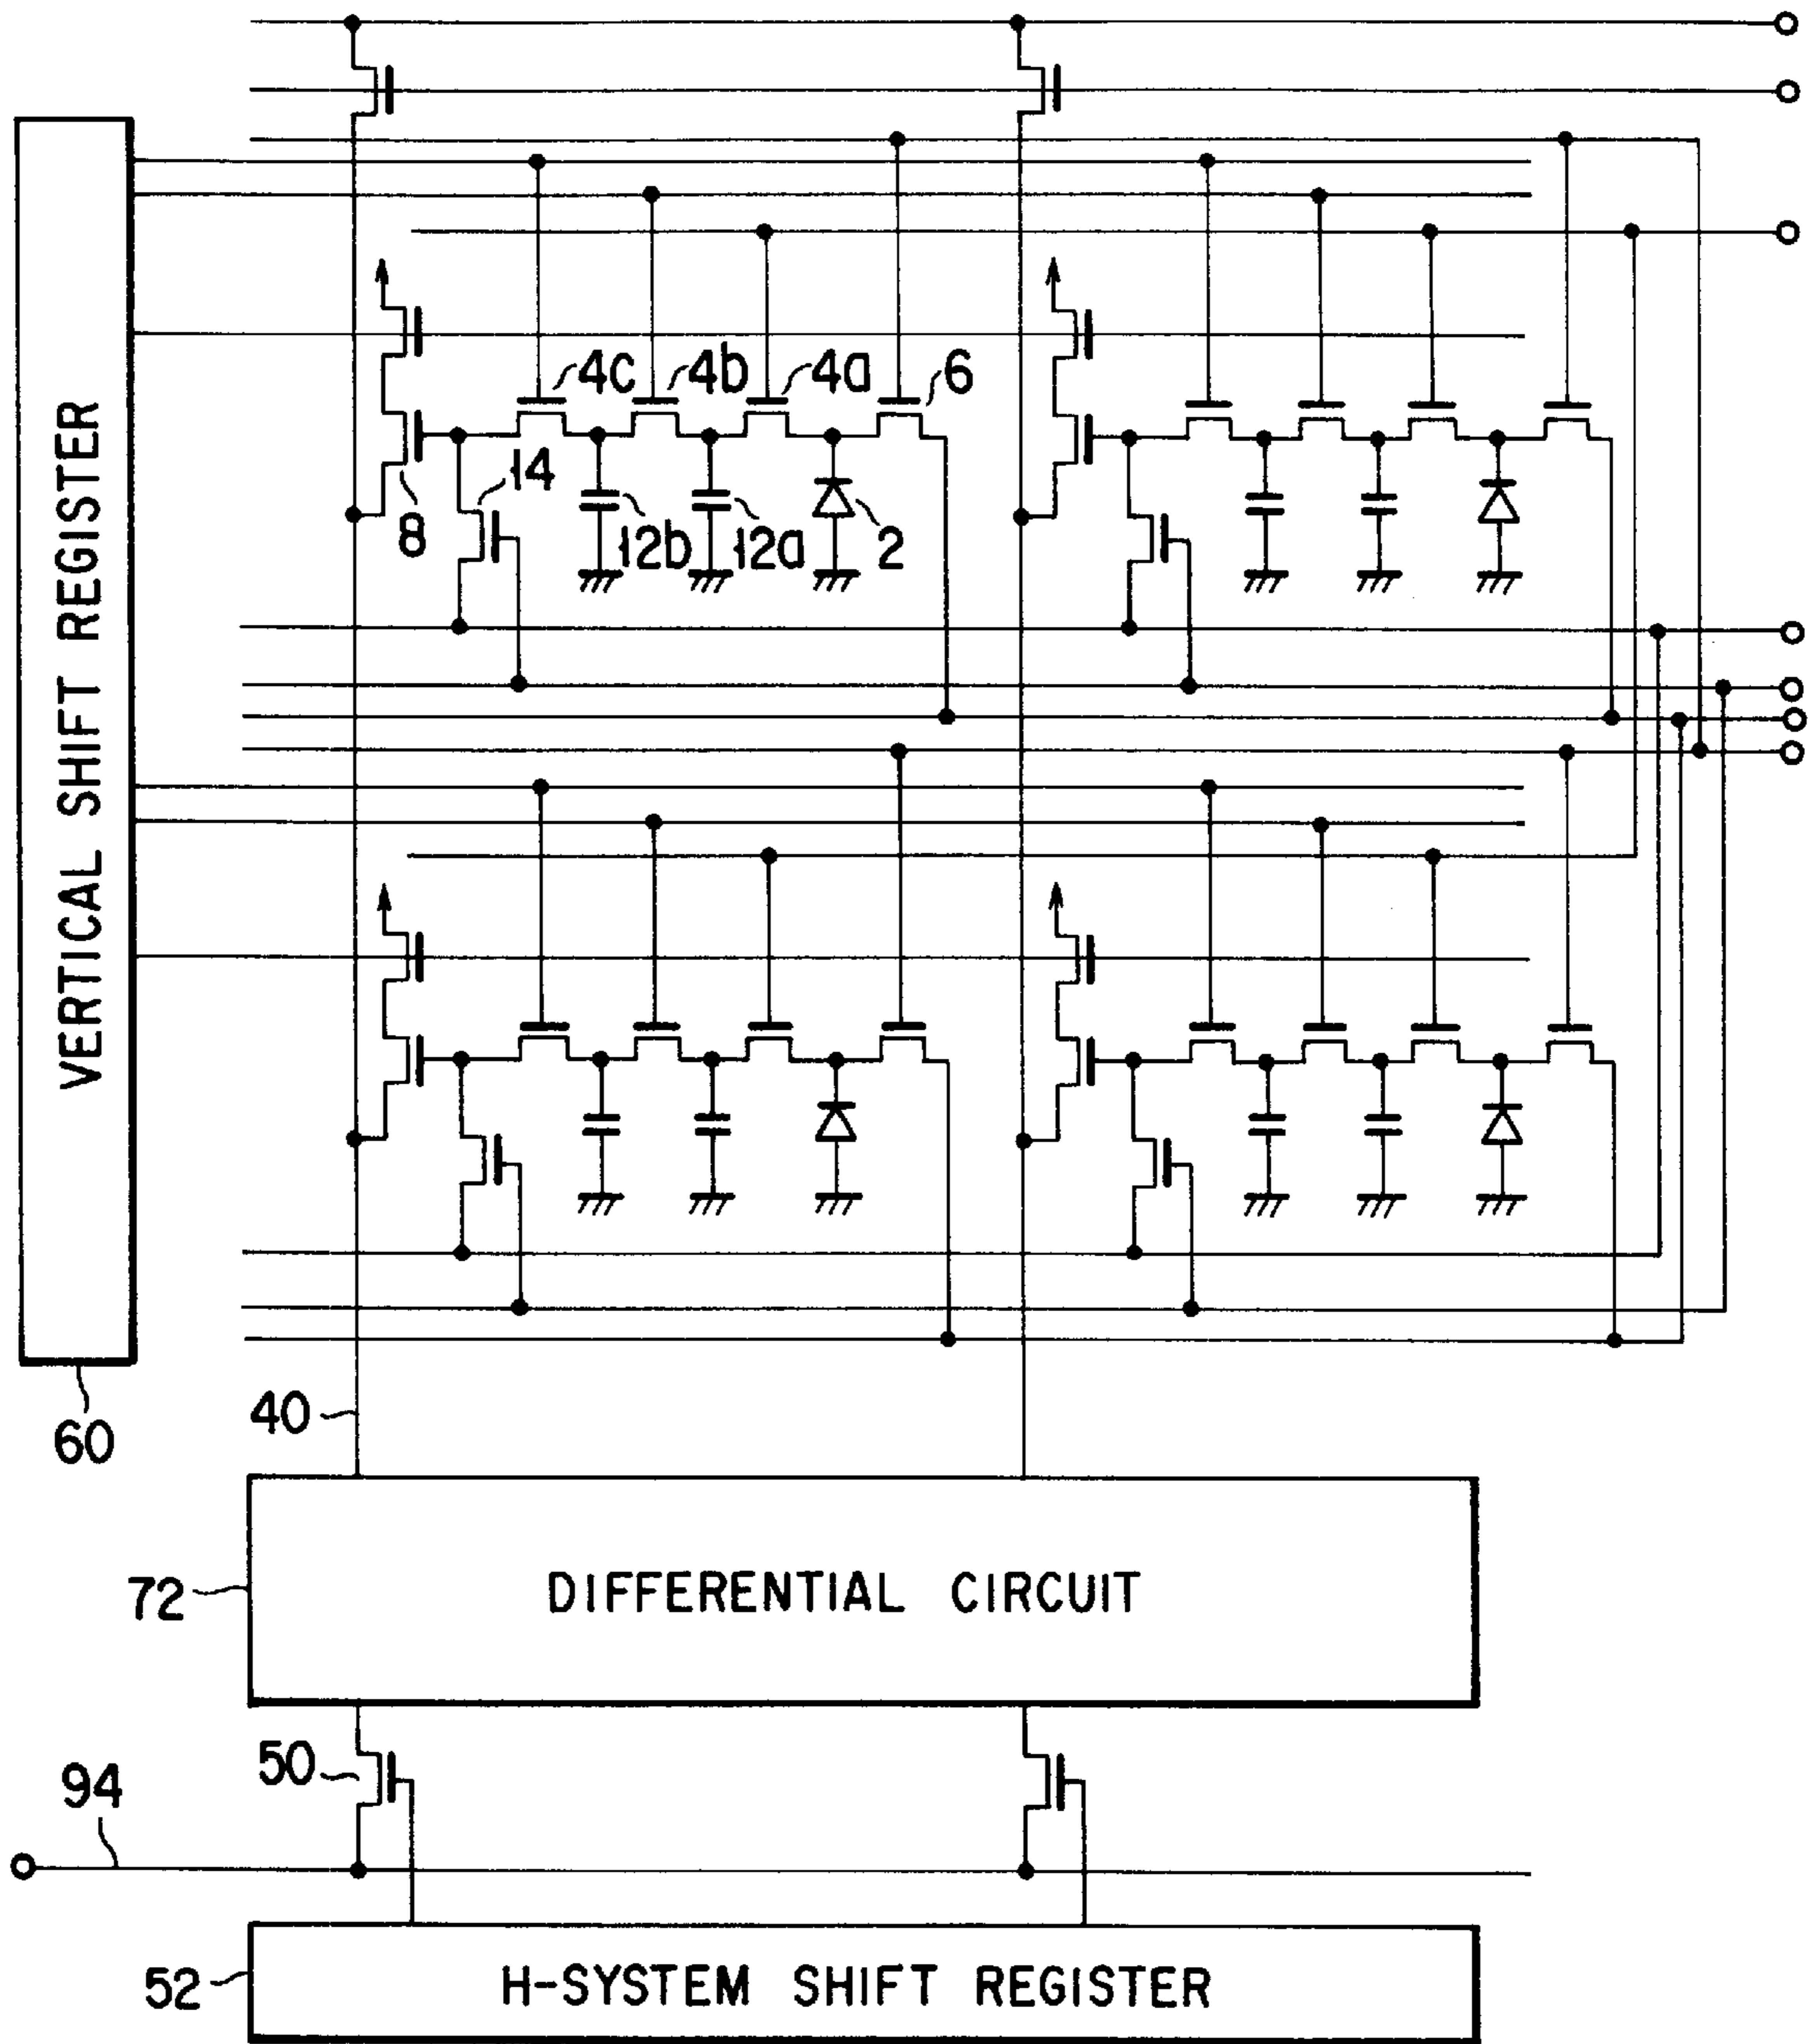 VERTICAL SHIFT REGISTER
4c
4b
4a
6
8
14
12b
12a
2
60
40
72
DIFFERENTIAL CIRCUIT
50
94
52
H-SYSTEM SHIFT REGISTER